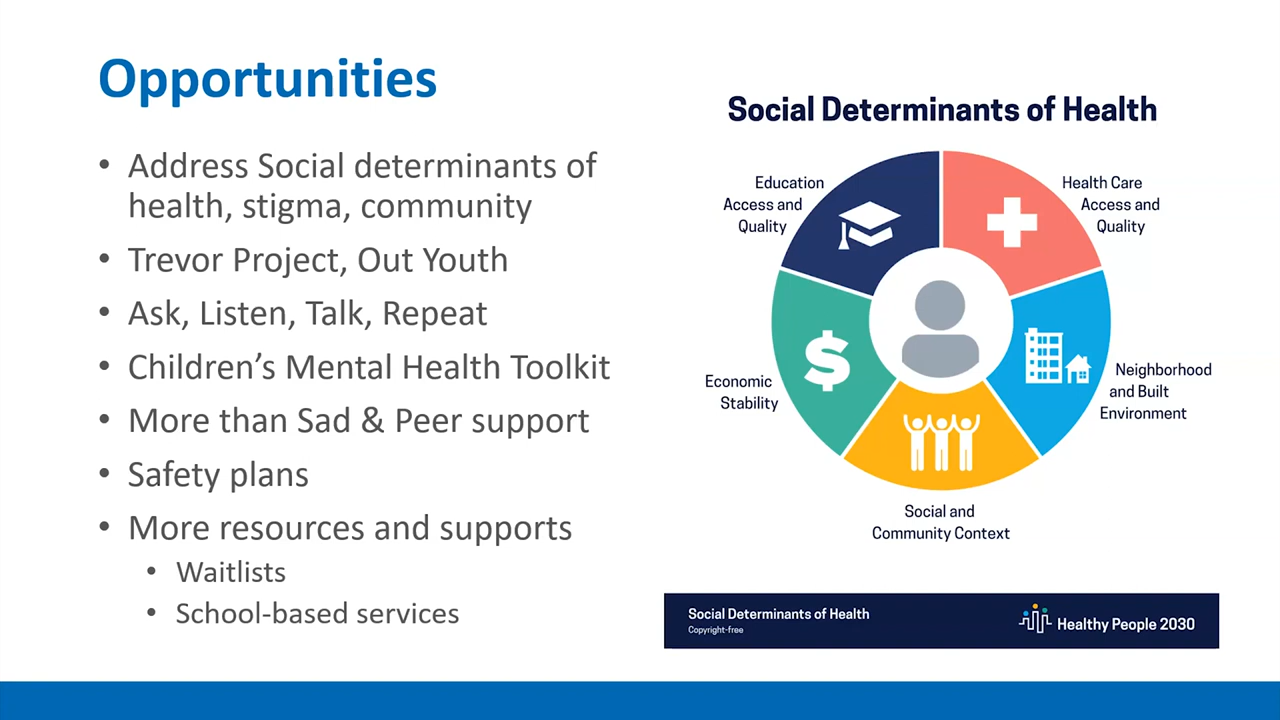 Opportunities
• Address Social determinants of
health, stigma, community
• Trevor Project, Out Youth
• Ask, Listen, Talk, Repeat
• Children’s Mental Health Toolkit
• More than Sad & Peer support
• Safety plans
• More resources and supports
• Waitlists
• School-based services
Social Determinants of Health
Education
Access and
Quality
Health Care
Access and
Quality
Economic
Stability
Neighborhood
and Built
Environment
Social and
Community Context
Social Determinants of Health
Copyright-free
Healthy People 2030